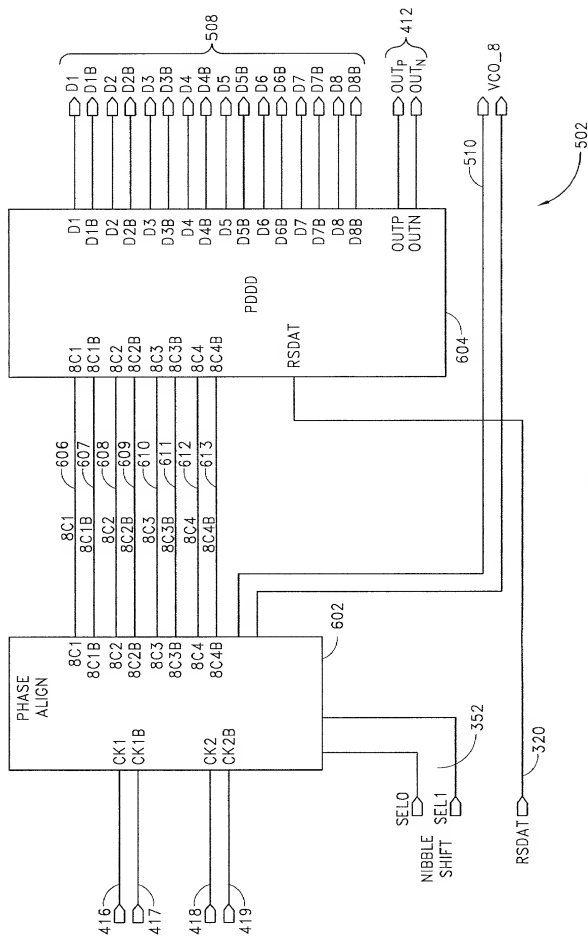 508
412
D1
D1B
D2
D2B
D3
D3B
D4
D4B
D5
D5B
D6
D6B
D7
D7B
D8
D8B
OUTP
OUTN
VCO_8
510
502
D1
D1B
D2
D2B
D3
D3B
D4
D4B
D5
D5B
D6
D6B
D7
D7B
D8
D8B
OUTP
OUTN
PDDD
604
8C1
8C1B
8C2
8C2B
8C3
8C3B
8C4
8C4B
RSDAT
606
607
608
609
610
611
612
613
8C1
8C1B
8C2
8C2B
8C3
8C3B
8C4
8C4B
8C1
8C1B
8C2
8C2B
8C3
8C3B
8C4
8C4B
602
PHASE
ALIGN
CK1
CK1B
CK2
CK2B
416
417
418
419
352
SEL0
SEL1
NIBBLE
SHIFT
320
RSDAT